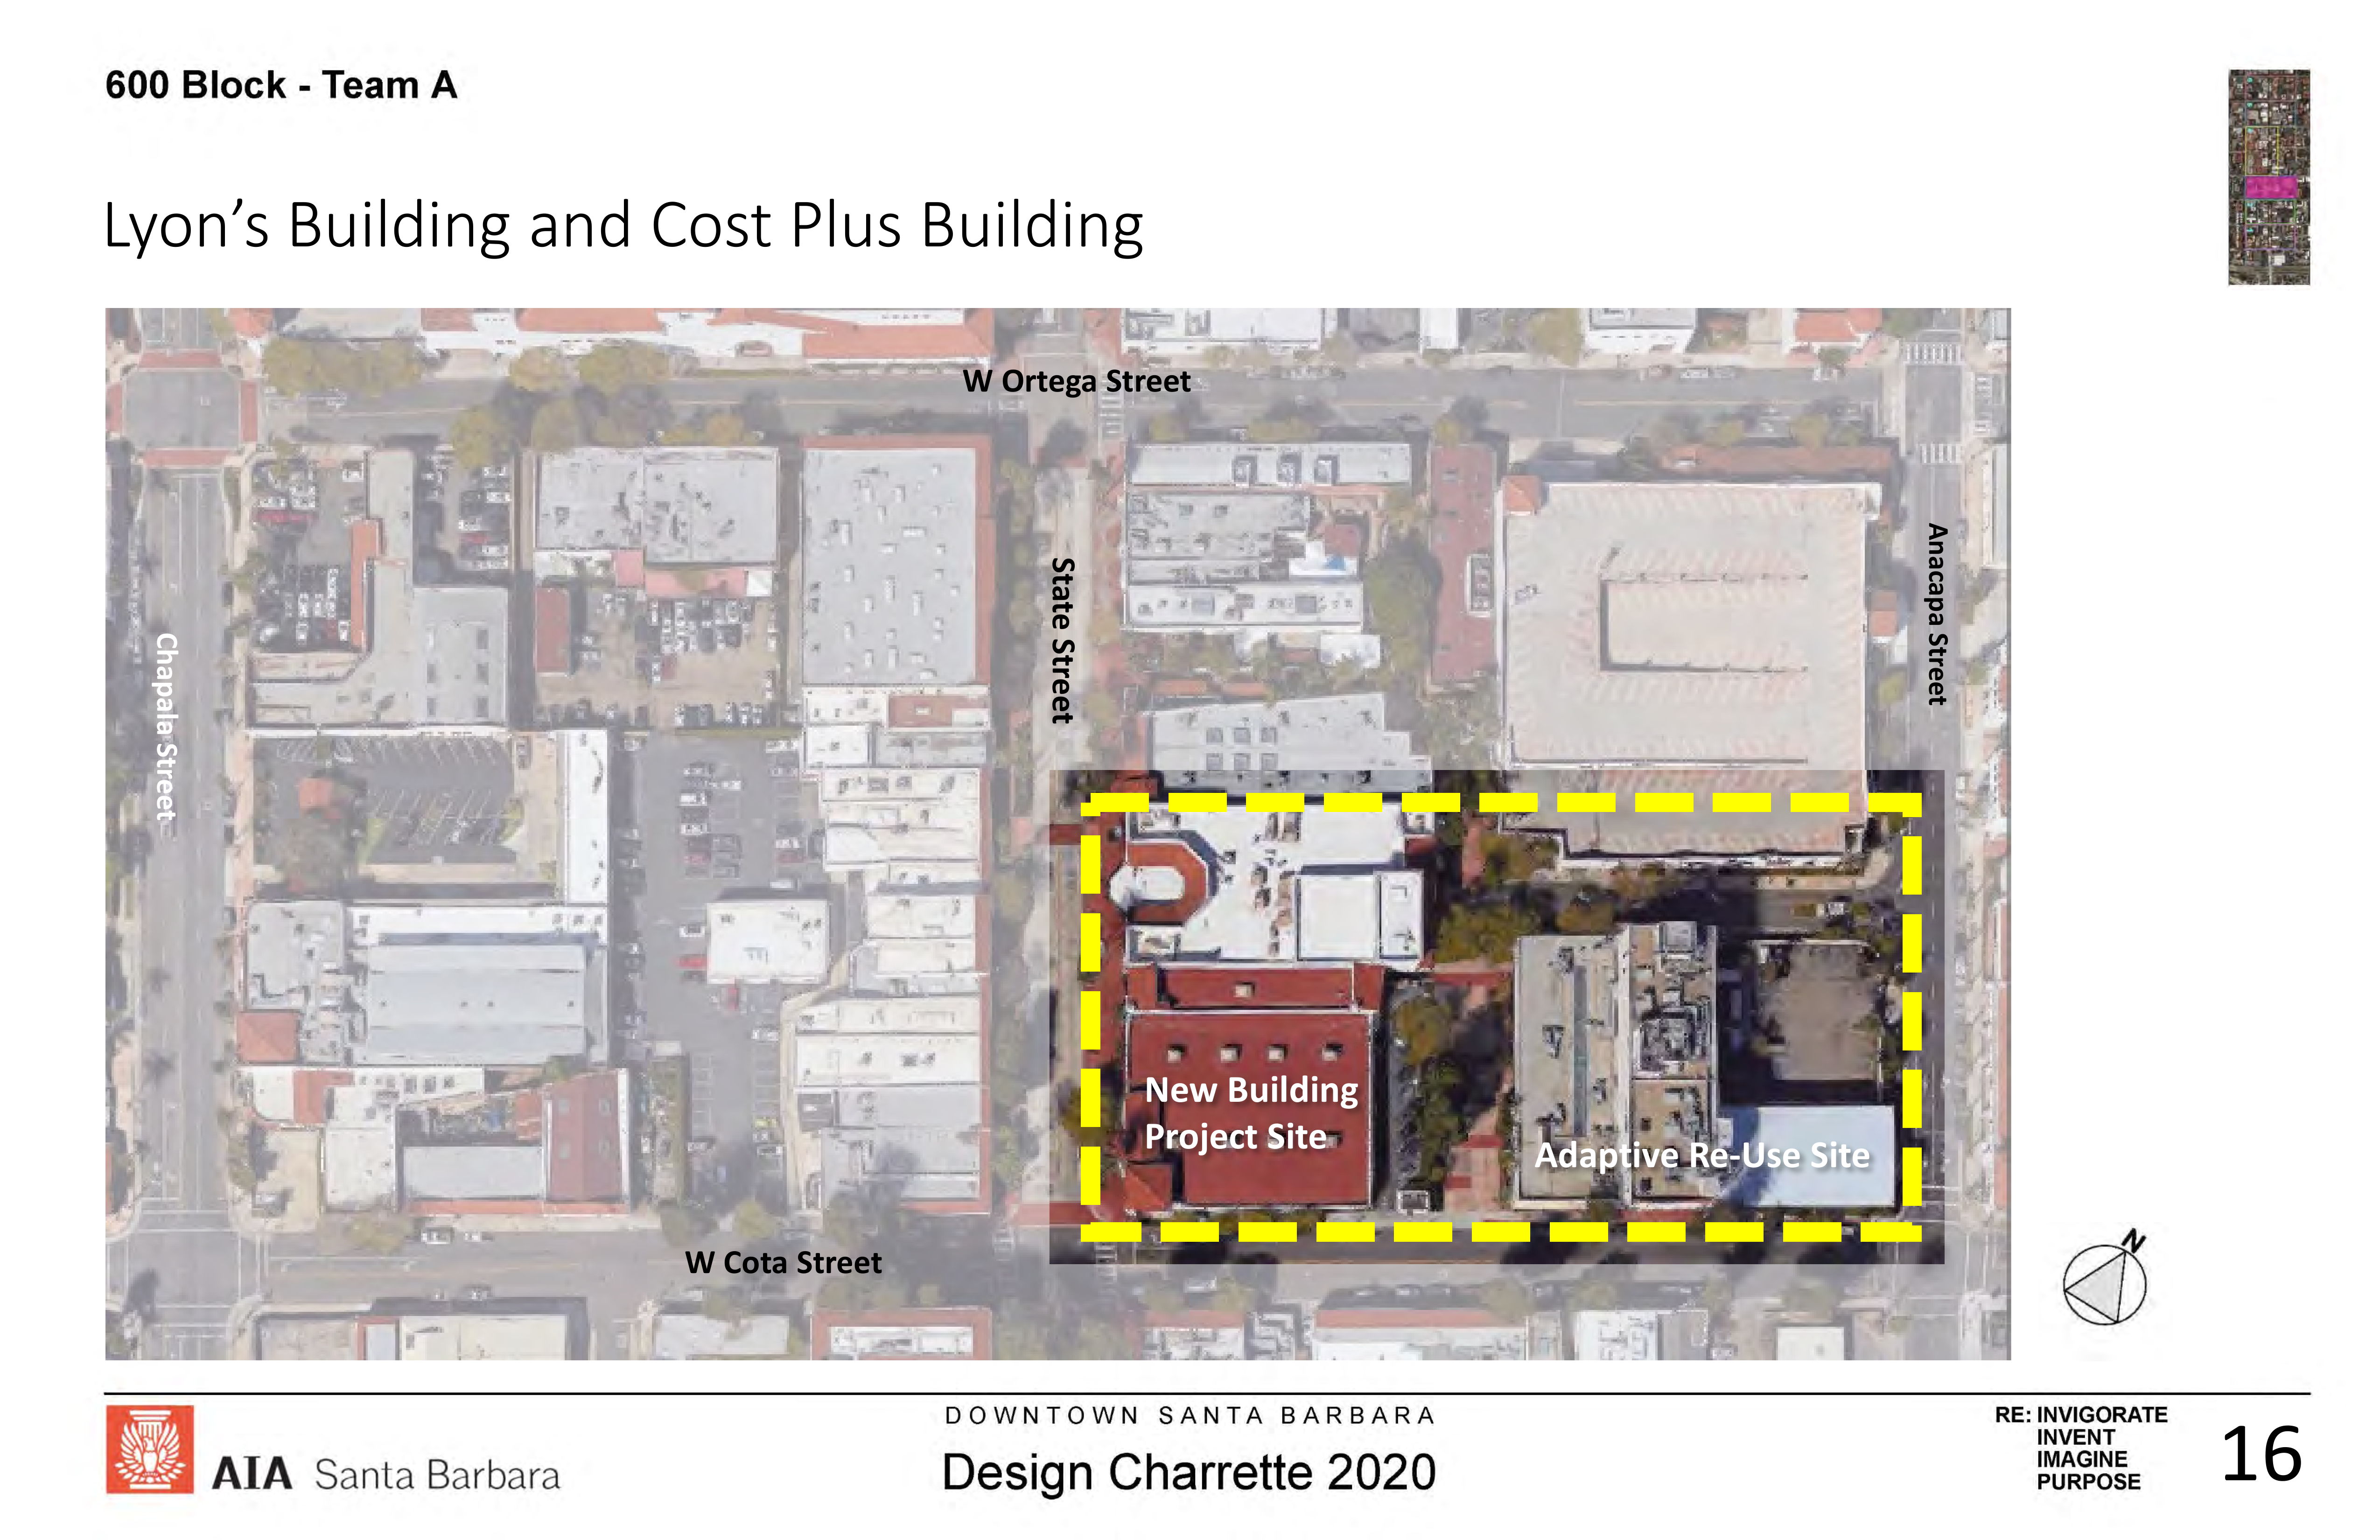 600 Block - Team A
Lyon's Building and Cost Plus Building
W Ortega Street
State Street
Anacapa Street
Chapala Street
New Building
Project Site
Adaptive Re-Use Site
W Cota Street
N
AIA Santa Barbara
DOWNTOWN SANTA BARBARA
Design Charrette 2020
RE: INVIGORATE
INVENT
IMAGINE
PURPOSE
16